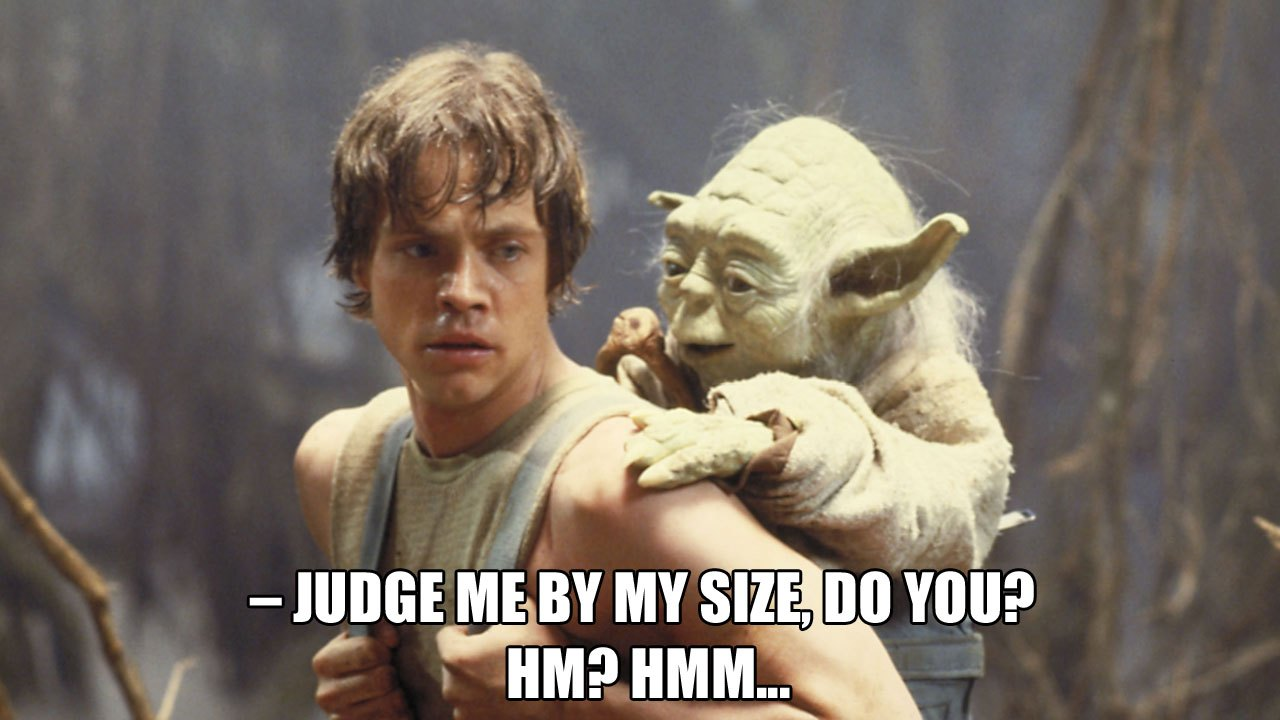 – JUDGE ME BY MY SIZE, DO YOU?
HM? HMM...